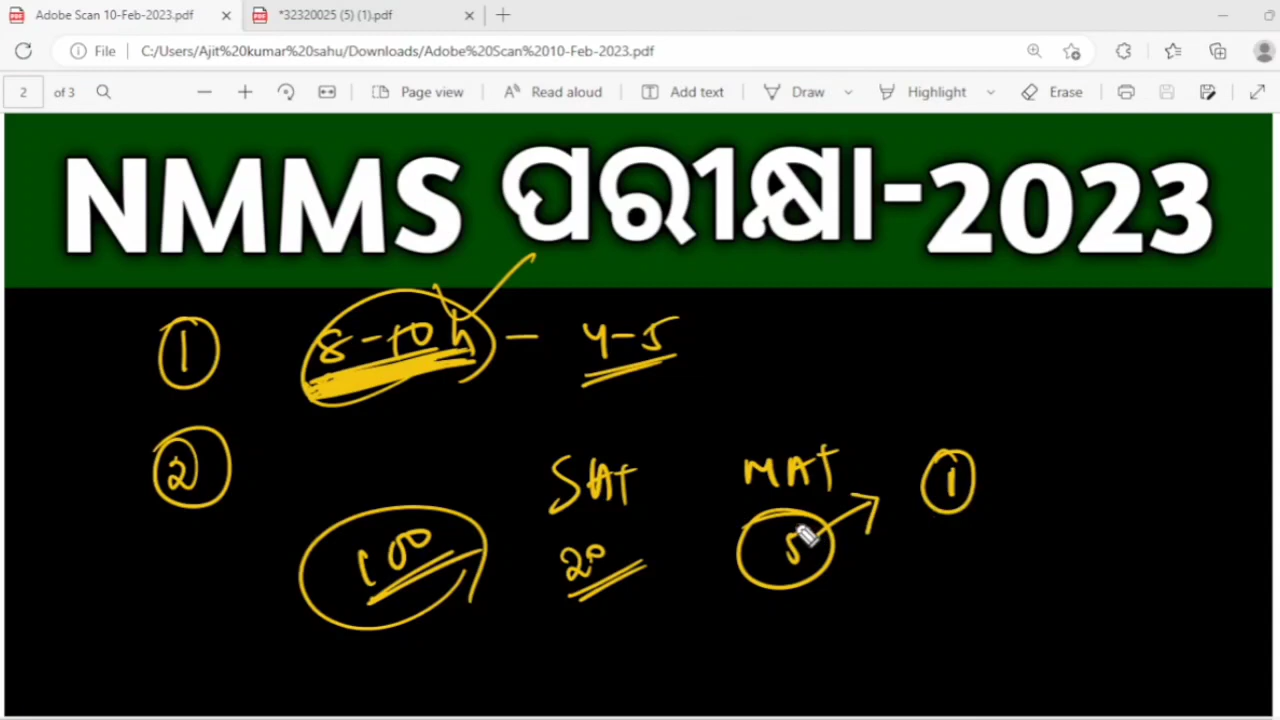 Adobe Scan 10-Feb-2023.pdf *32320025 (5) (1).pdf
File C:/Users/Ajit%20kumar%20sahu/Downloads/Adobe%20Scan%2010-Feb-2023.pdf
2 of 3 Page view Read aloud Add text Draw Highlight Erase
NMMS ପରୀକ୍ଷା-2023
1 8-10 h - 4-5
2
SAT MAT 1
100 20 5